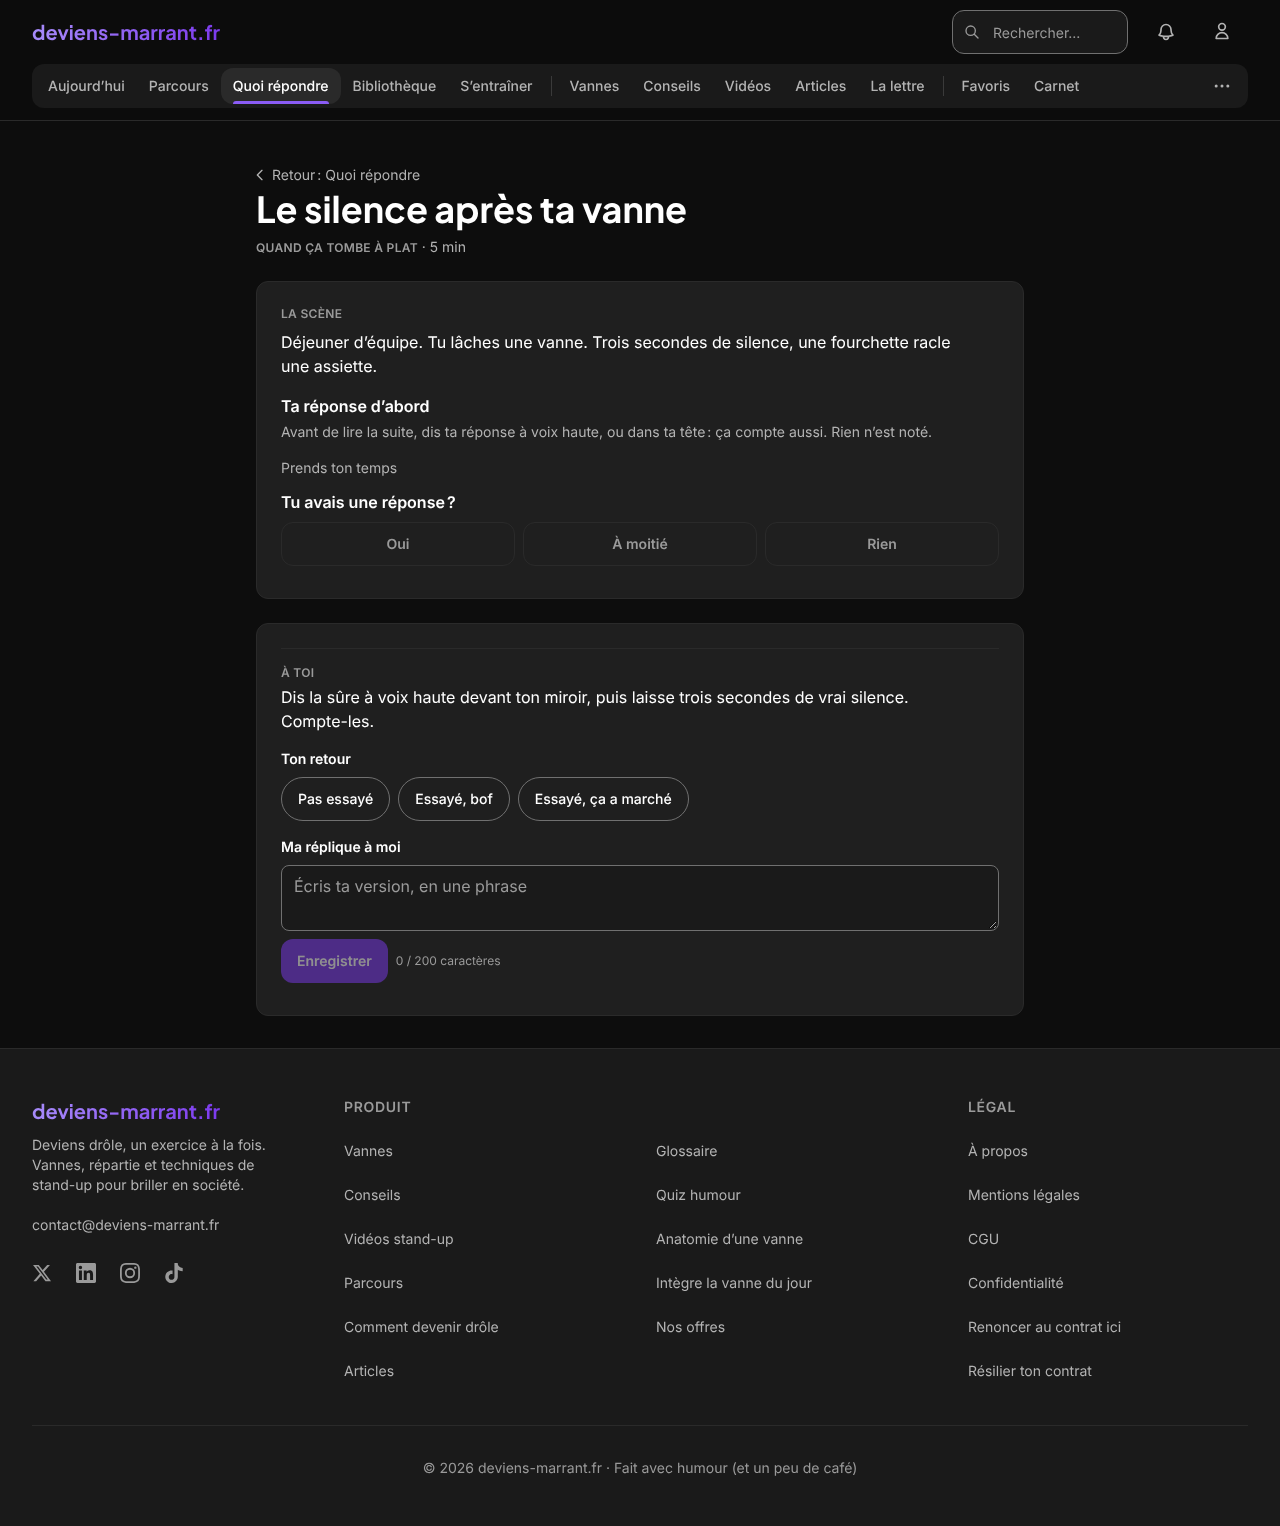 deviens-marrant.fr
Rechercher...
Aujourd’hui
Parcours
Quoi répondre
Bibliothèque
S’entraîner
Vannes
Conseils
Vidéos
Articles
La lettre
Favoris
Carnet
Retour : Quoi répondre
Le silence après ta vanne
QUAND ÇA TOMBE À PLAT · 5 min
LA SCÈNE
Déjeuner d’équipe. Tu lâches une vanne. Trois secondes de silence, une fourchette racle
une assiette.
Ta réponse d’abord
Avant de lire la suite, dis ta réponse à voix haute, ou dans ta tête : ça compte aussi. Rien n’est noté.
Prends ton temps
Tu avais une réponse ?
Oui
À moitié
Rien
À TOI
Dis la sûre à voix haute devant ton miroir, puis laisse trois secondes de vrai silence.
Compte-les.
Ton retour
Pas essayé
Essayé, bof
Essayé, ça a marché
Ma réplique à moi
Écris ta version, en une phrase
Enregistrer
0 / 200 caractères
deviens-marrant.fr
Deviens drôle, un exercice à la fois.
Vannes, répartie et techniques de
stand-up pour briller en société.
contact@deviens-marrant.fr
PRODUIT
Vannes
Conseils
Vidéos stand-up
Parcours
Comment devenir drôle
Articles
Glossaire
Quiz humour
Anatomie d’une vanne
Intègre la vanne du jour
Nos offres
LÉGAL
À propos
Mentions légales
CGU
Confidentialité
Renoncer au contrat ici
Résilier ton contrat
© 2026 deviens-marrant.fr · Fait avec humour (et un peu de café)